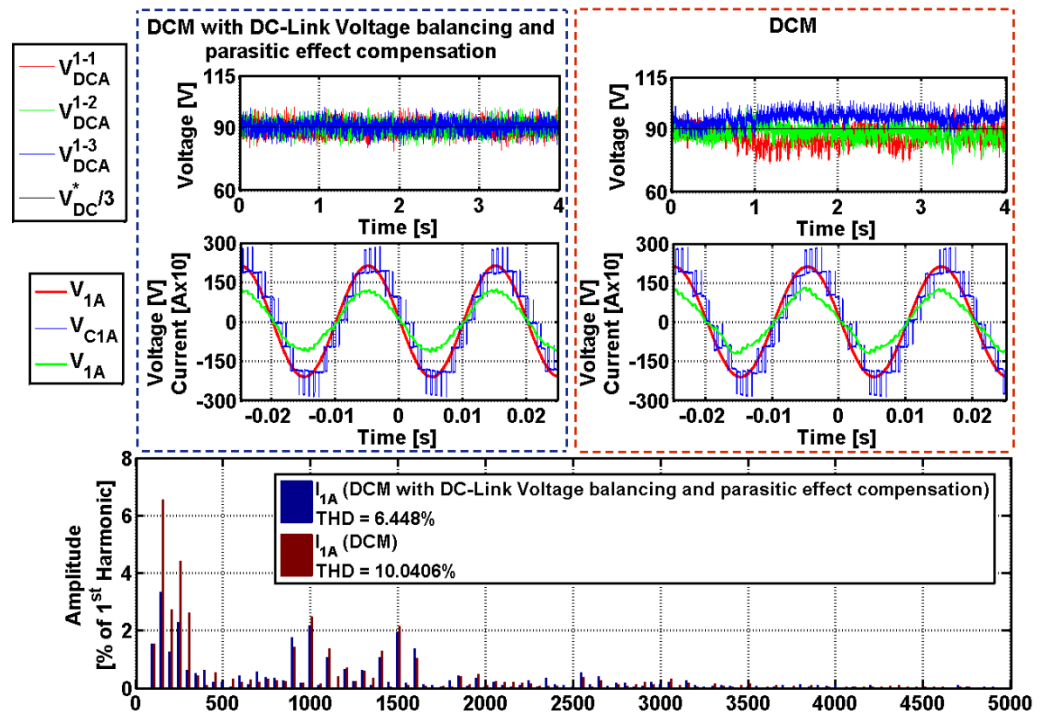 DCM with DC-Link Voltage balancing and
parasitic effect compensation
DCM
V_DCA^1-1
V_DCA^1-2
V_DCA^1-3
V_DC^*/3
Voltage [V]
115
90
60
0 1 2 3 4
Time [s]
Voltage [V]
115
90
60
0 1 2 3 4
Time [s]
V_1A
V_C1A
V_1A
Voltage [V]
Current [Ax10]
300
150
0
-150
-300
-0.02 -0.01 0 0.01 0.02
Time [s]
Voltage [V]
Current [Ax10]
300
150
0
-150
-300
-0.02 -0.01 0 0.01 0.02
Time [s]
Amplitude
[% of 1st Harmonic]
8
6
4
2
0
I_1A (DCM with DC-Link Voltage balancing and parasitic effect compensation)
THD = 6.448%
I_1A (DCM)
THD = 10.0406%
0 500 1000 1500 2000 2500 3000 3500 4000 4500 5000